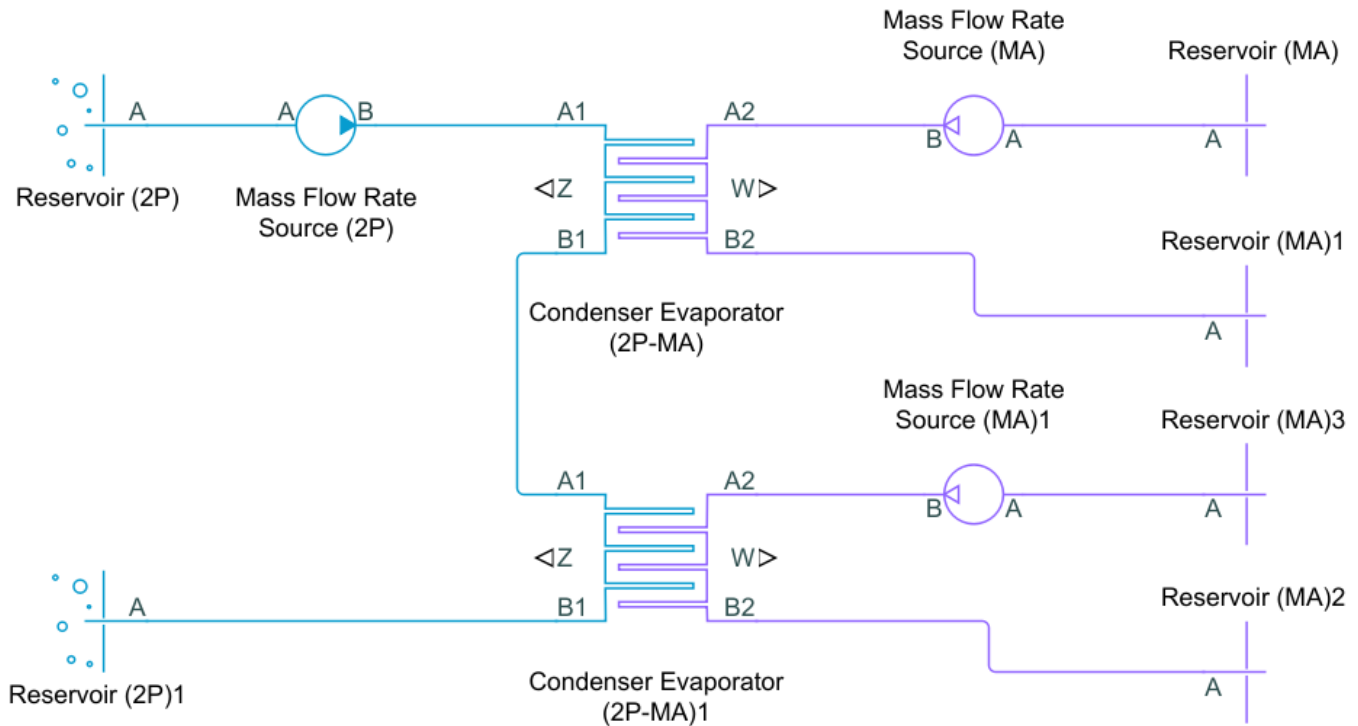 Mass Flow Rate
Source (MA)
Reservoir (MA)
A
A
B
A1
A2
B
A
A
Reservoir (2P)
Mass Flow Rate
Source (2P)
Z
W
B1
B2
Reservoir (MA)1
Condenser Evaporator
(2P-MA)
A
Mass Flow Rate
Source (MA)1
Reservoir (MA)3
A1
A2
B
A
A
Z
W
A
B1
B2
Reservoir (MA)2
Reservoir (2P)1
Condenser Evaporator
(2P-MA)1
A